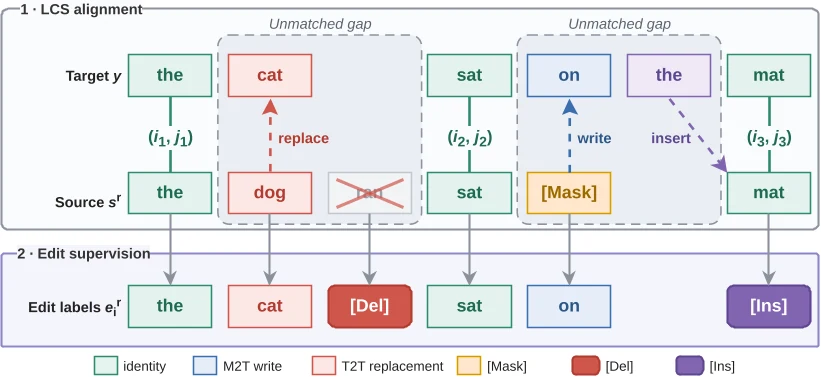 1 · LCS alignment
Unmatched gap Unmatched gap
Target y the cat sat on the mat
(i1, j1) replace (i2, j2) write insert (i3, j3)
Source s^r the dog ran sat [Mask] mat
2 · Edit supervision
Edit labels e_i^r the cat [Del] sat on [Ins]
identity M2T write T2T replacement [Mask] [Del] [Ins]